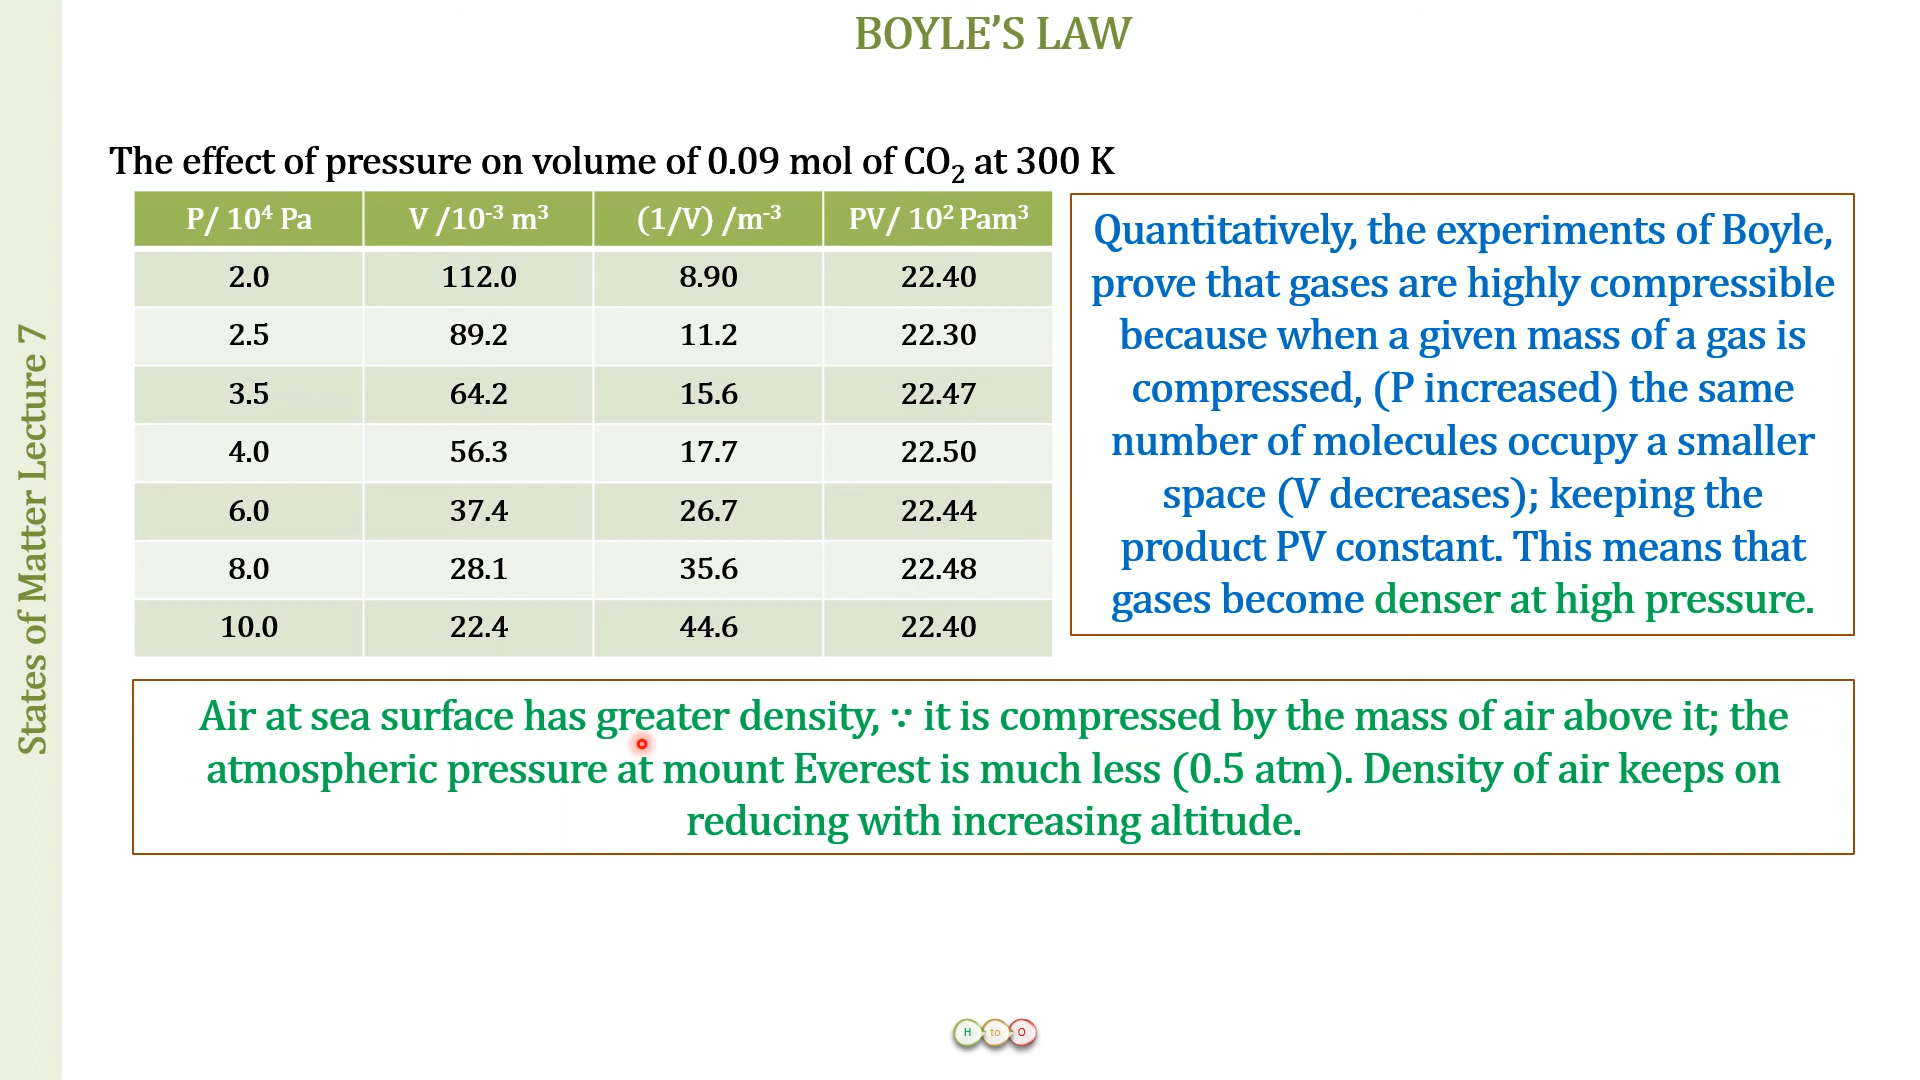 BOYLE’S LAW
States of Matter Lecture 7
The effect of pressure on volume of 0.09 mol of CO₂ at 300 K
P/ 10⁴ Pa V /10⁻³ m³ (1/V) /m⁻³ PV/ 10² Pam³
2.0 112.0 8.90 22.40
2.5 89.2 11.2 22.30
3.5 64.2 15.6 22.47
4.0 56.3 17.7 22.50
6.0 37.4 26.7 22.44
8.0 28.1 35.6 22.48
10.0 22.4 44.6 22.40
Quantitatively, the experiments of Boyle,
prove that gases are highly compressible
because when a given mass of a gas is
compressed, (P increased) the same
number of molecules occupy a smaller
space (V decreases); keeping the
product PV constant. This means that
gases become denser at high pressure.
Air at sea surface has greater density, ∵ it is compressed by the mass of air above it; the
atmospheric pressure at mount Everest is much less (0.5 atm). Density of air keeps on
reducing with increasing altitude.
H to O